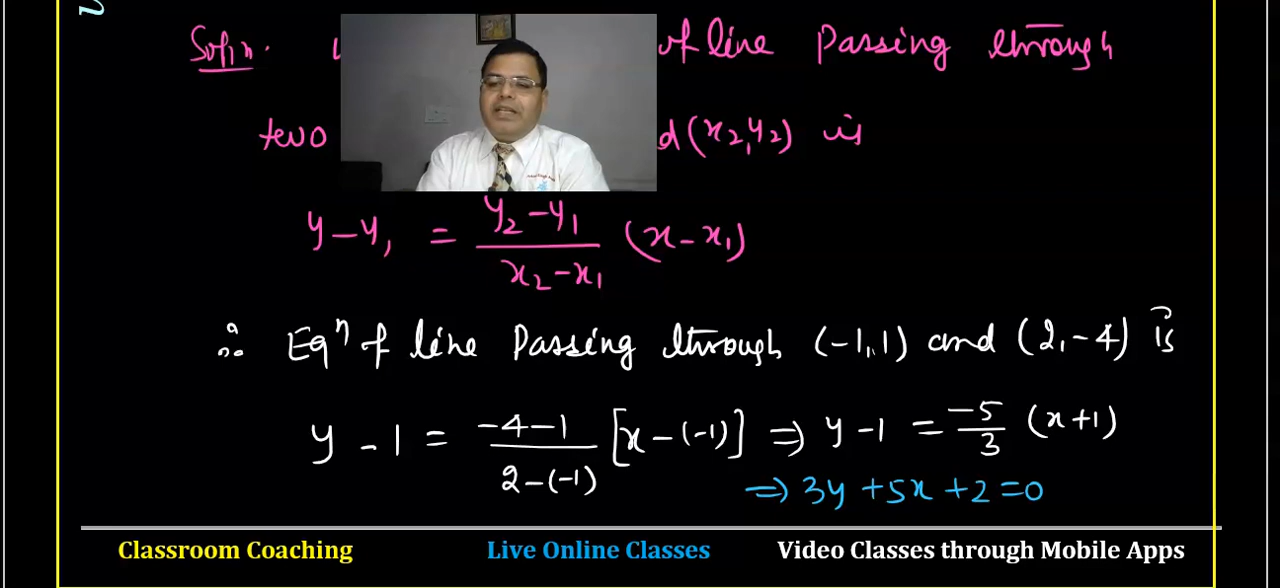 Solⁿ. of line Passing through
two (x₂,y₂) is
y-y₁ = y₂-y₁ / x₂-x₁ (x-x₁)
∴ Eqⁿ of line Passing through (-1,1) and (2,-4) is
y-1 = -4-1 / 2-(-1) [x-(-1)] ⇒ y-1 = -5/3 (x+1)
⇒ 3y+5x+2=0
Classroom Coaching Live Online Classes Video Classes through Mobile Apps